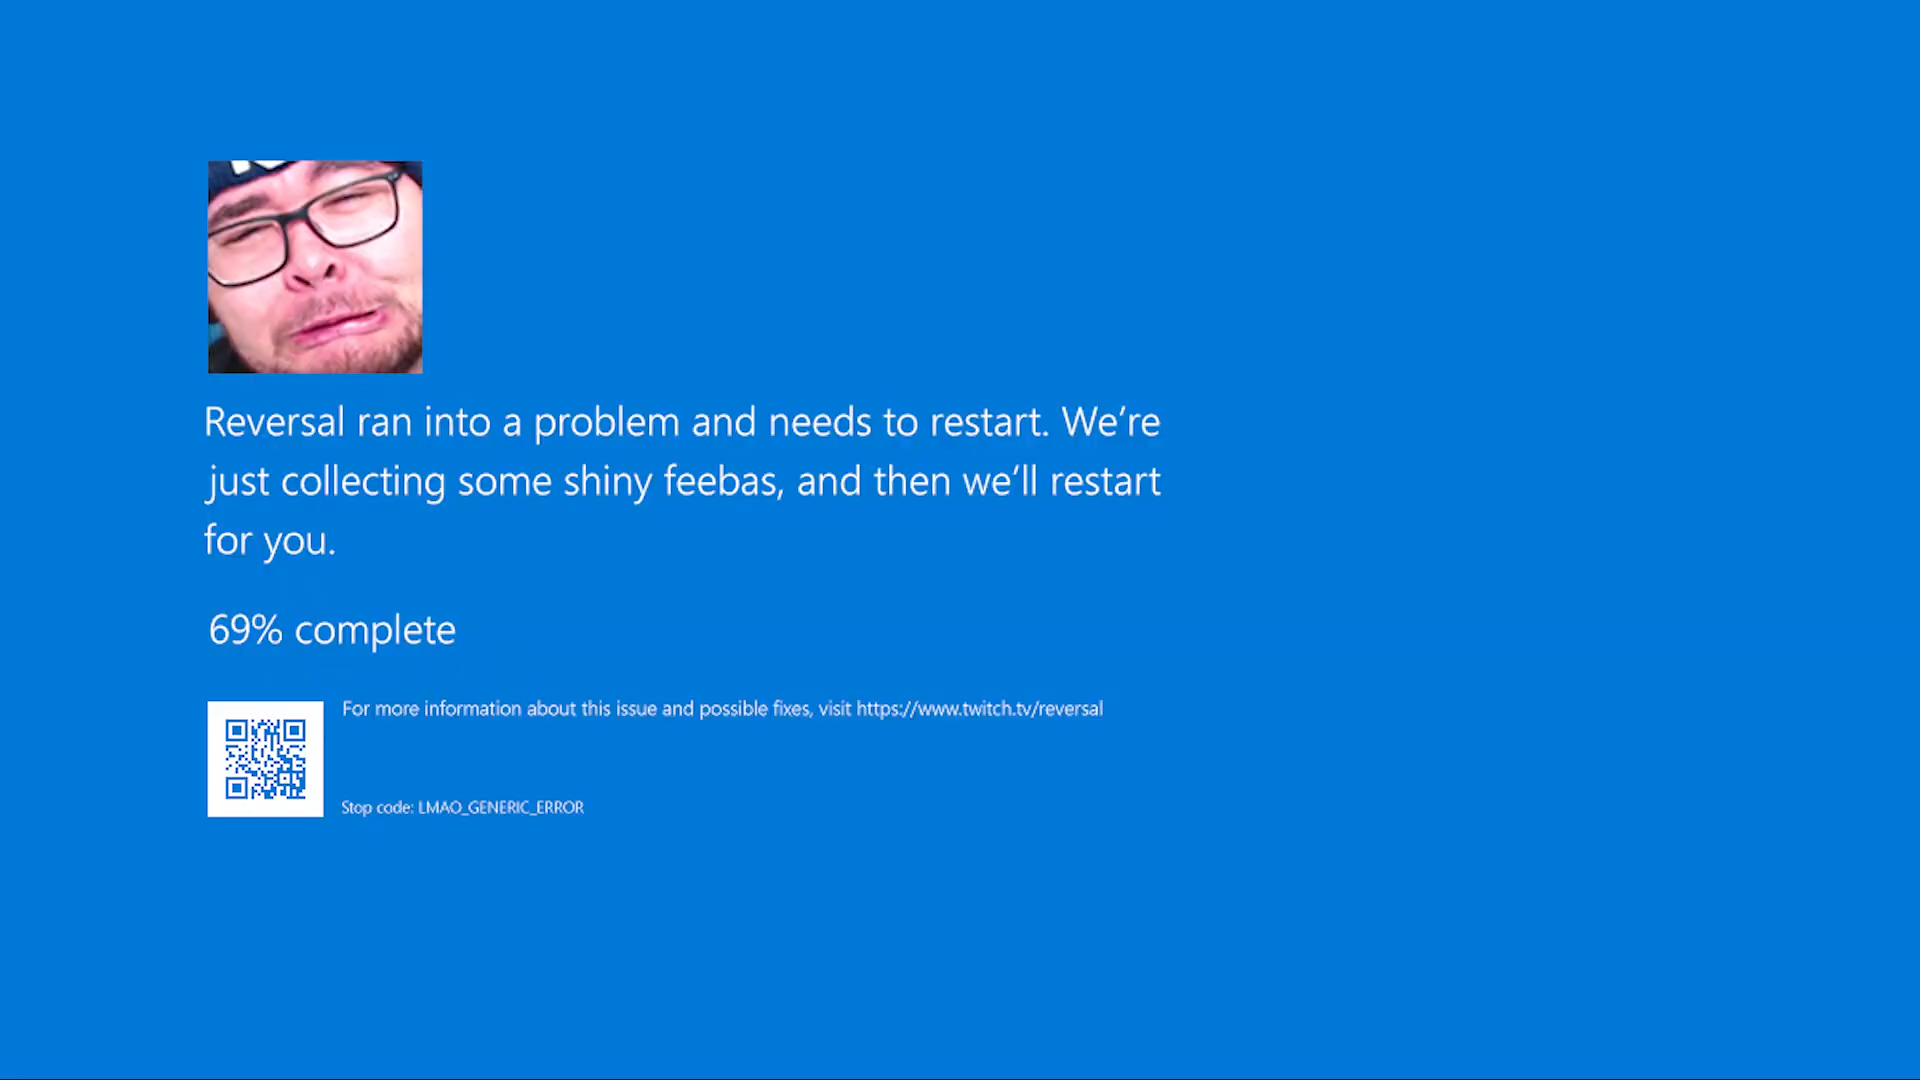 Reversal ran into a problem and needs to restart. We’re
just collecting some shiny feebas, and then we’ll restart
for you.
69% complete
For more information about this issue and possible fixes, visit https://www.twitch.tv/reversal
Stop code: LMAO_GENERIC_ERROR